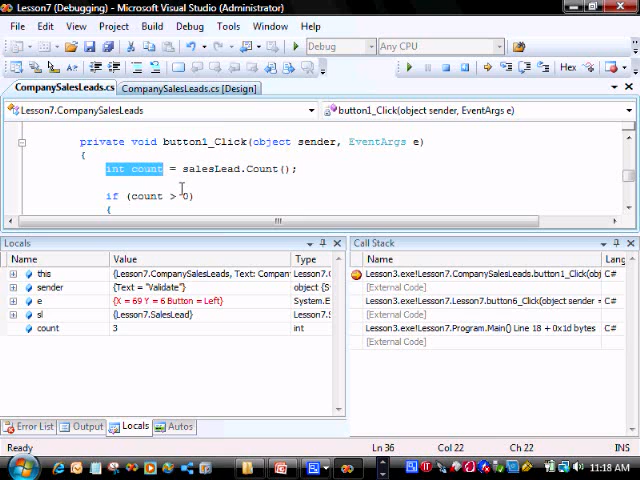 Lesson7 (Debugging) - Microsoft Visual Studio (Administrator)
File Edit View Project Build Debug Tools Window Help
Debug Any CPU
Hex
CompanySalesLeads.cs CompanySalesLeads.cs [Design]
Lesson7.CompanySalesLeads button1_Click(object sender, EventArgs e)
private void button1_Click(object sender, EventArgs e)
{
int count = salesLead.Count();
if (count > 0)
{
Locals
Name Value Type
this {Lesson7.CompanySalesLeads, Text: Compan Lesson7.C
sender {Text = "Validate"} object {S
e {X = 69 Y = 6 Button = Left} System.E
sl {Lesson7.SalesLead} Lesson7.S
count 3 int
Call Stack
Name Lang
Lesson3.exe!Lesson7.CompanySalesLeads.button1_Click(obj C#
[External Code]
Lesson3.exe!Lesson7.Lesson7.button6_Click(object sender = C#
[External Code]
Lesson3.exe!Lesson7.Program.Main() Line 18 + 0x1d bytes C#
[External Code]
Error List Output Locals Autos
Ready Ln 36 Col 22 Ch 22
11:18 AM